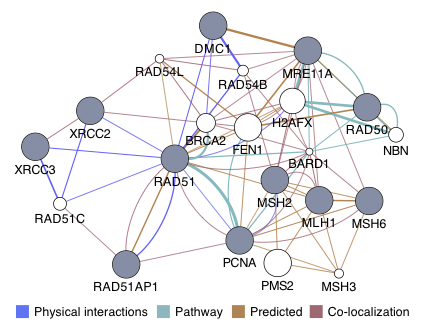 DMC1
RAD54L
MRE11A
RAD54B
XRCC2
H2AFX
RAD50
BRCA2
FEN1
NBN
XRCC3
BARD1
RAD51
MSH2
RAD51C
MLH1
MSH6
PCNA
RAD51AP1
PMS2
MSH3
Physical interactions Pathway Predicted Co-localization